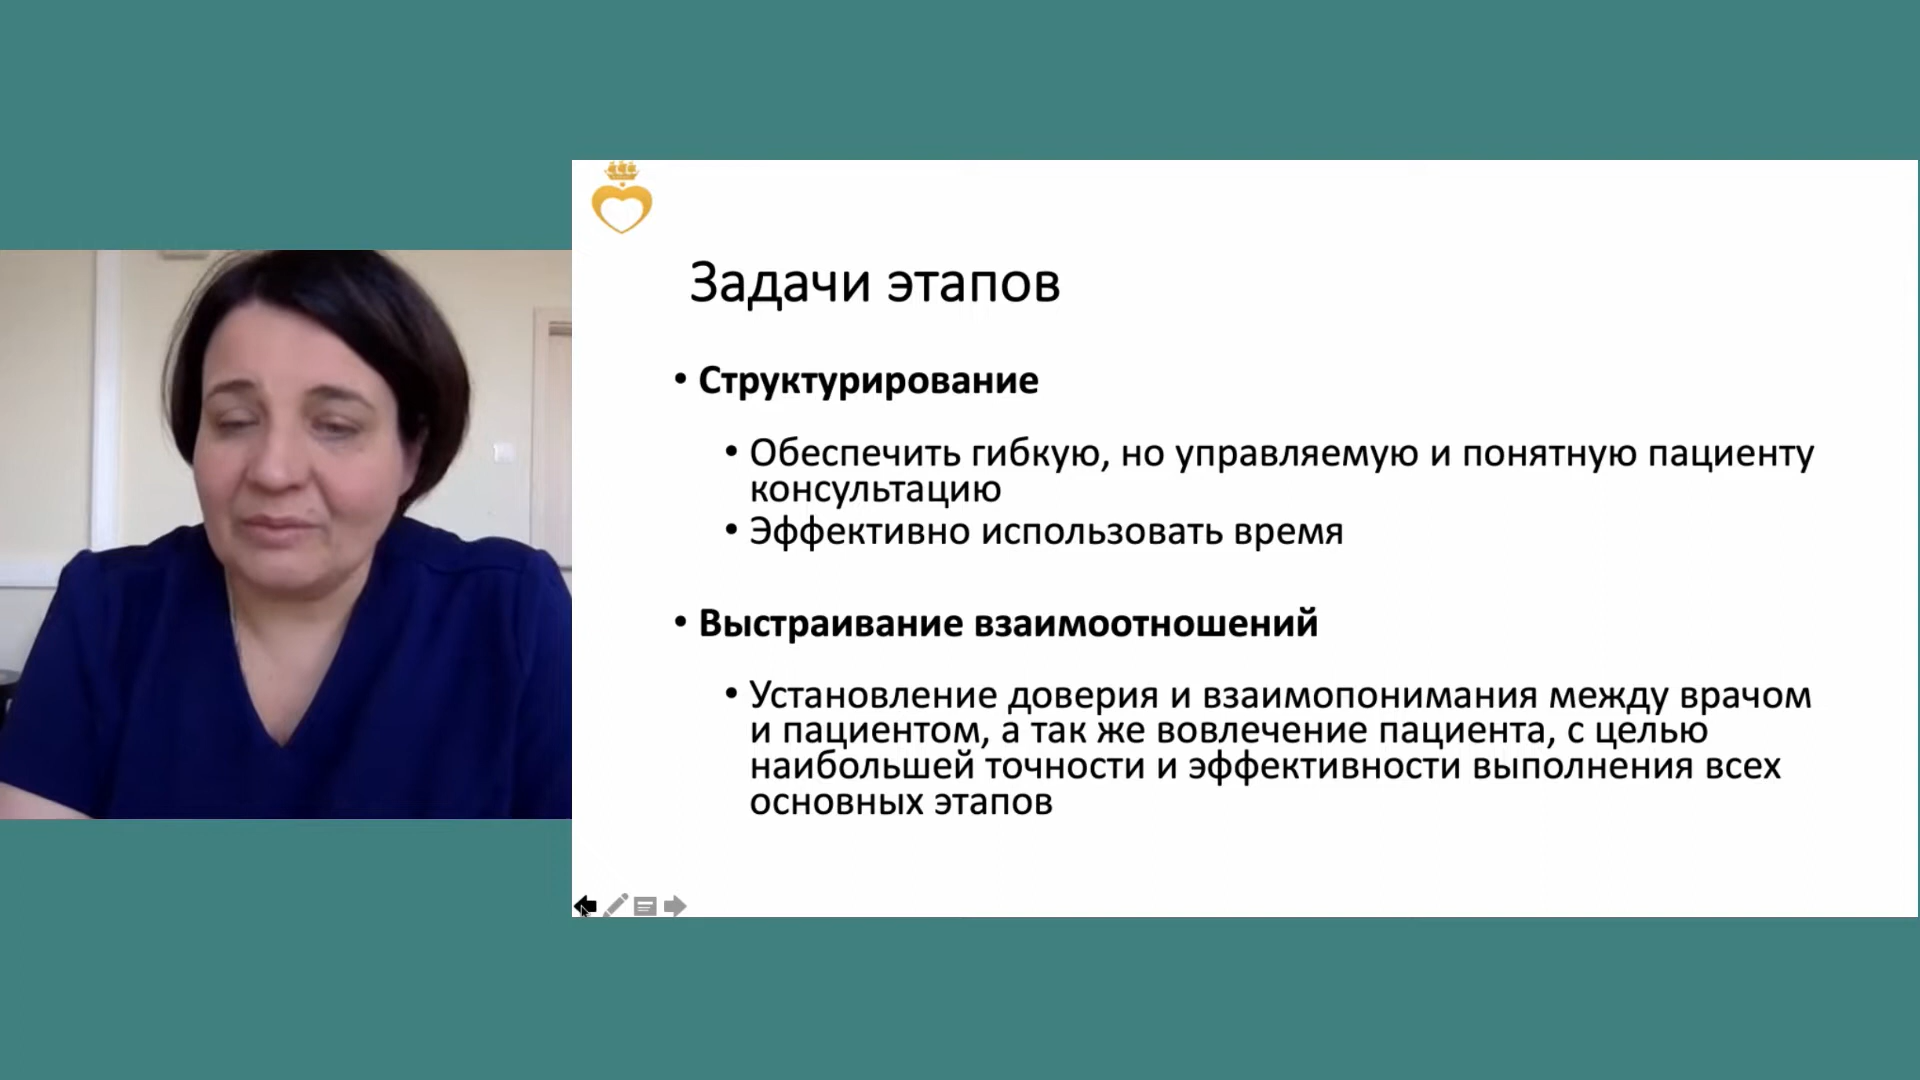 Задачи этапов
• Структурирование
• Обеспечить гибкую, но управляемую и понятную пациенту
консультацию
• Эффективно использовать время
• Выстраивание взаимоотношений
• Установление доверия и взаимопонимания между врачом
и пациентом, а так же вовлечение пациента, с целью
наибольшей точности и эффективности выполнения всех
основных этапов